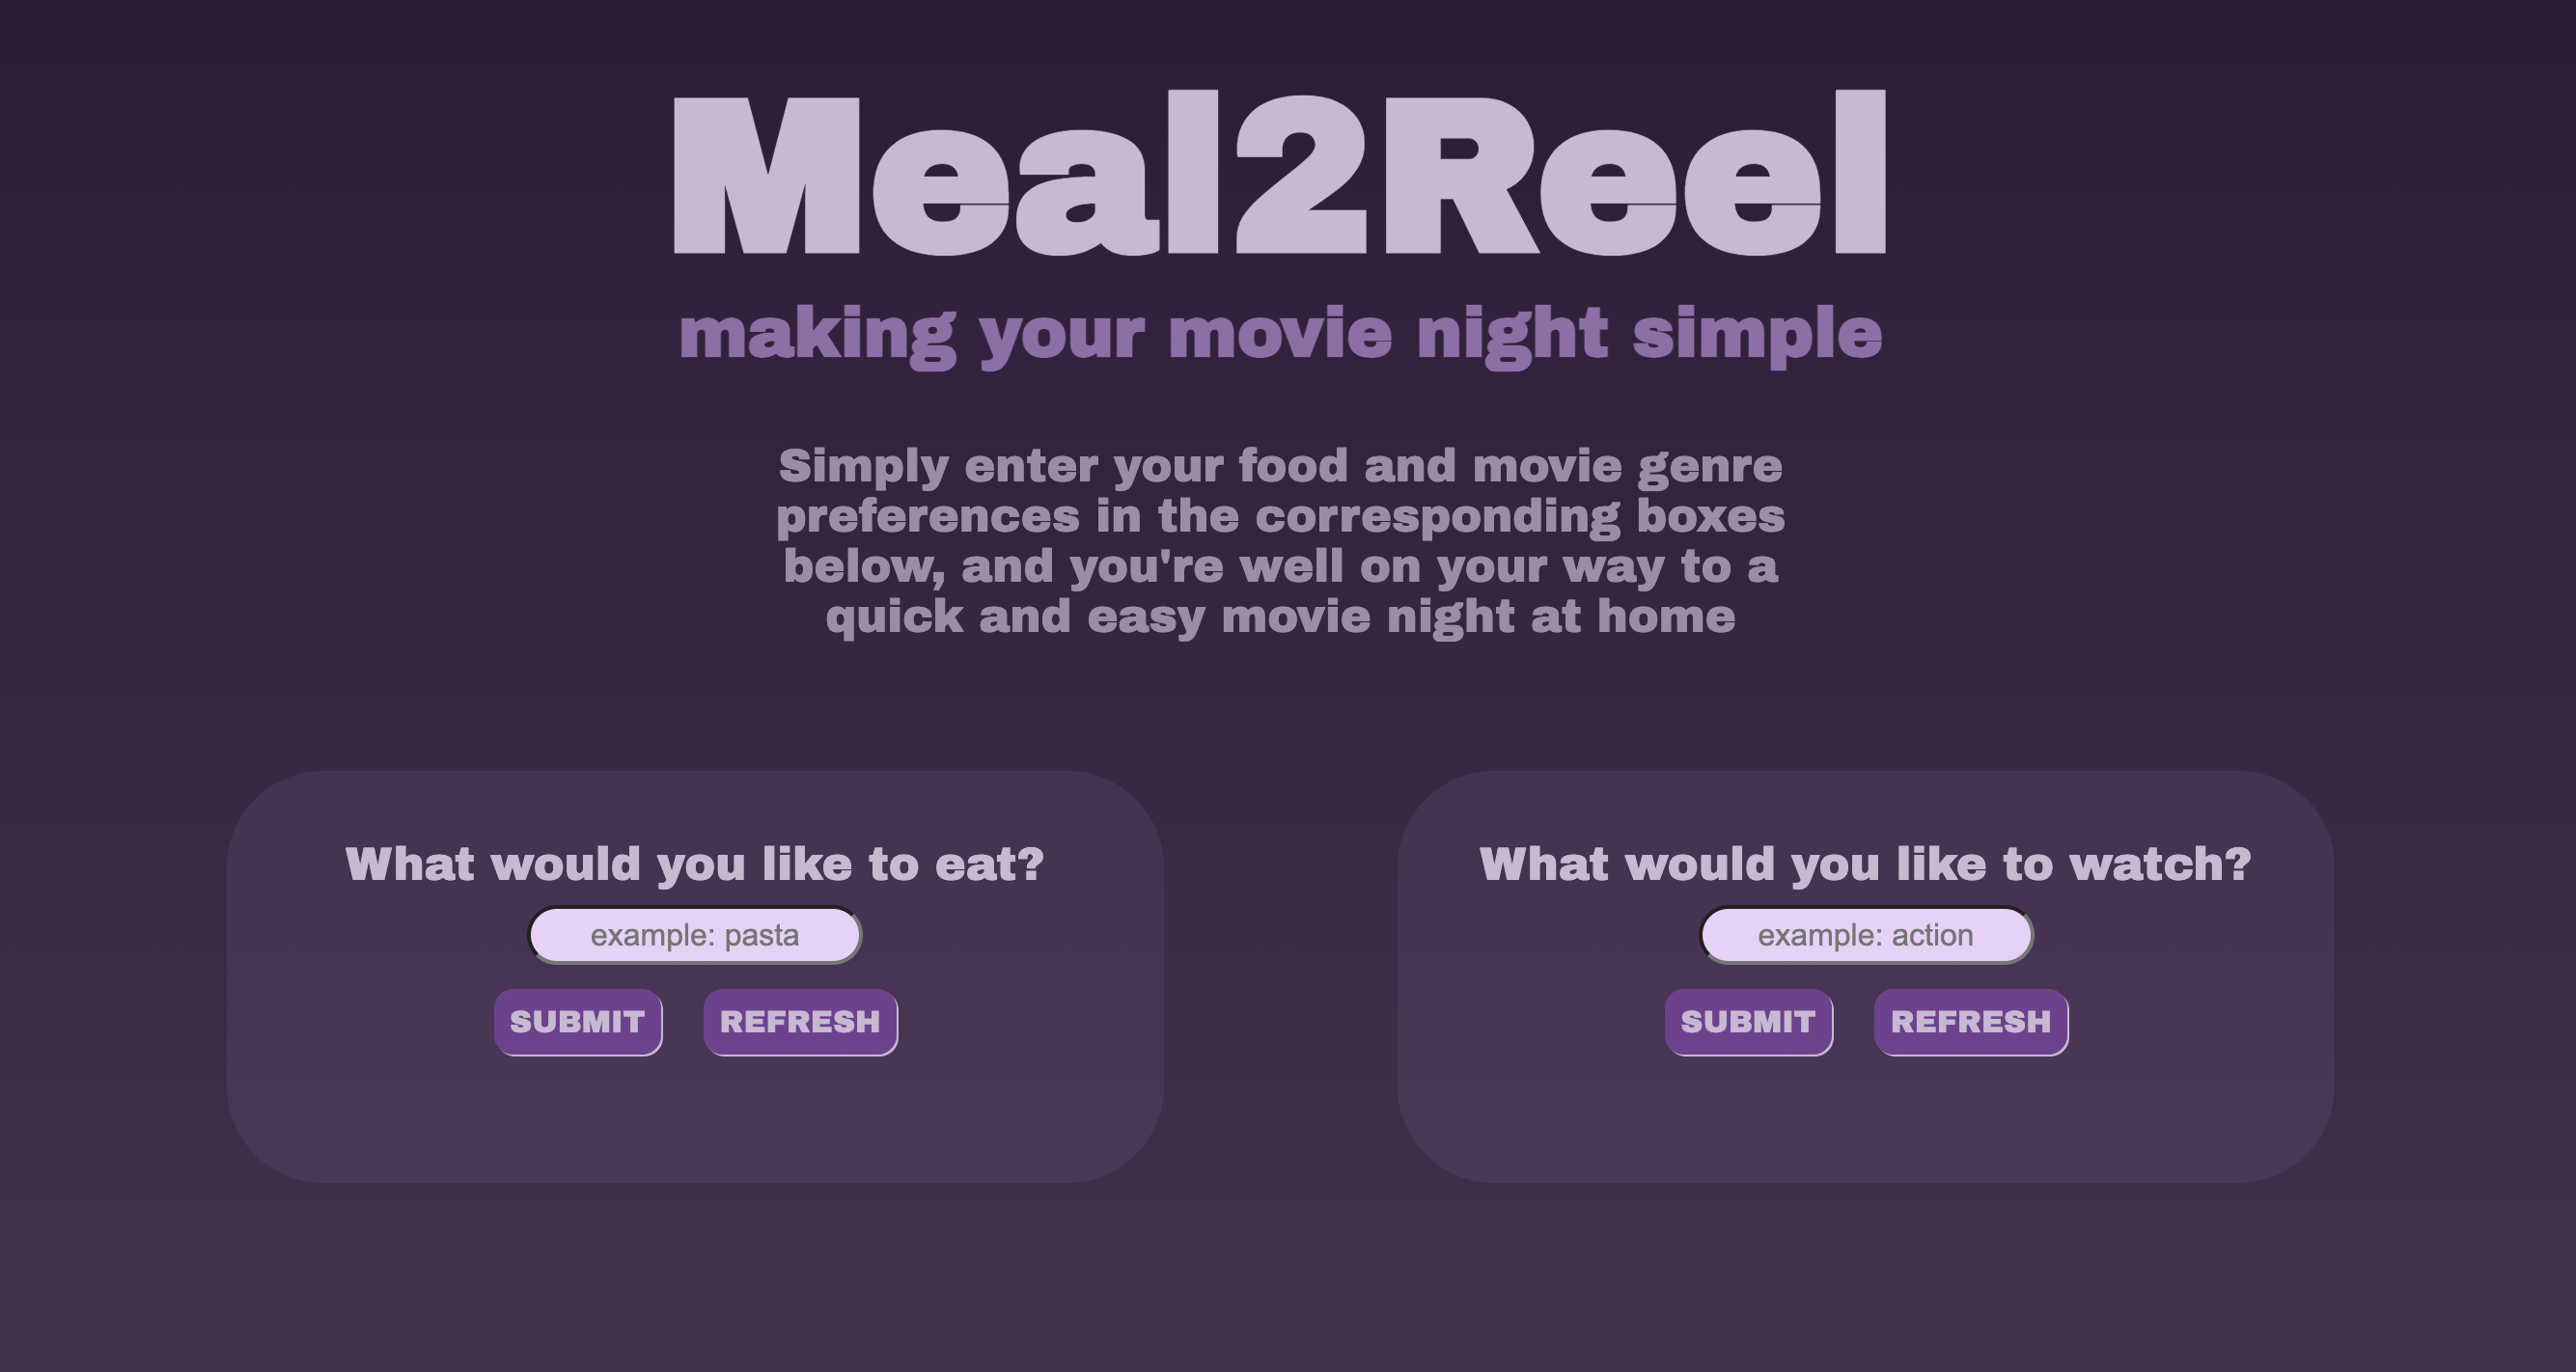 Meal2Reel
making your movie night simple
Simply enter your food and movie genre
preferences in the corresponding boxes
below, and you're well on your way to a
quick and easy movie night at home
What would you like to eat?
example: pasta
SUBMIT REFRESH
What would you like to watch?
example: action
SUBMIT REFRESH